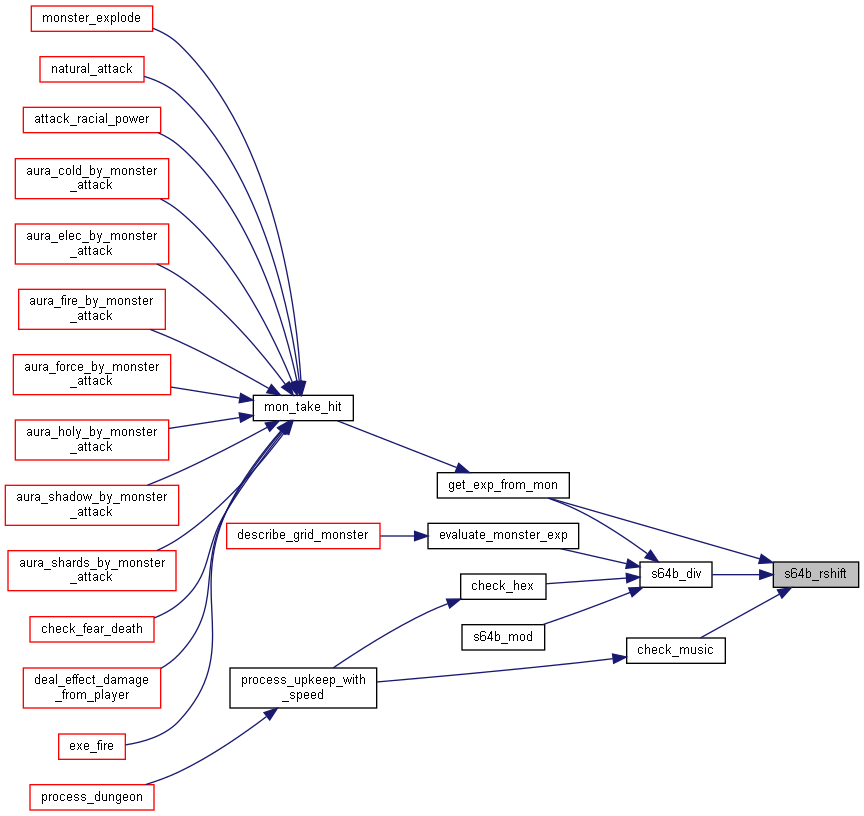 monster_explode
natural_attack
attack_racial_power
aura_cold_by_monster
_attack
aura_elec_by_monster
_attack
aura_fire_by_monster
_attack
aura_force_by_monster
_attack
aura_holy_by_monster
_attack
aura_shadow_by_monster
_attack
aura_shards_by_monster
_attack
check_fear_death
deal_effect_damage
_from_player
exe_fire
process_dungeon
mon_take_hit
describe_grid_monster
process_upkeep_with
_speed
get_exp_from_mon
evaluate_monster_exp
check_hex
s64b_mod
s64b_div
check_music
s64b_rshift